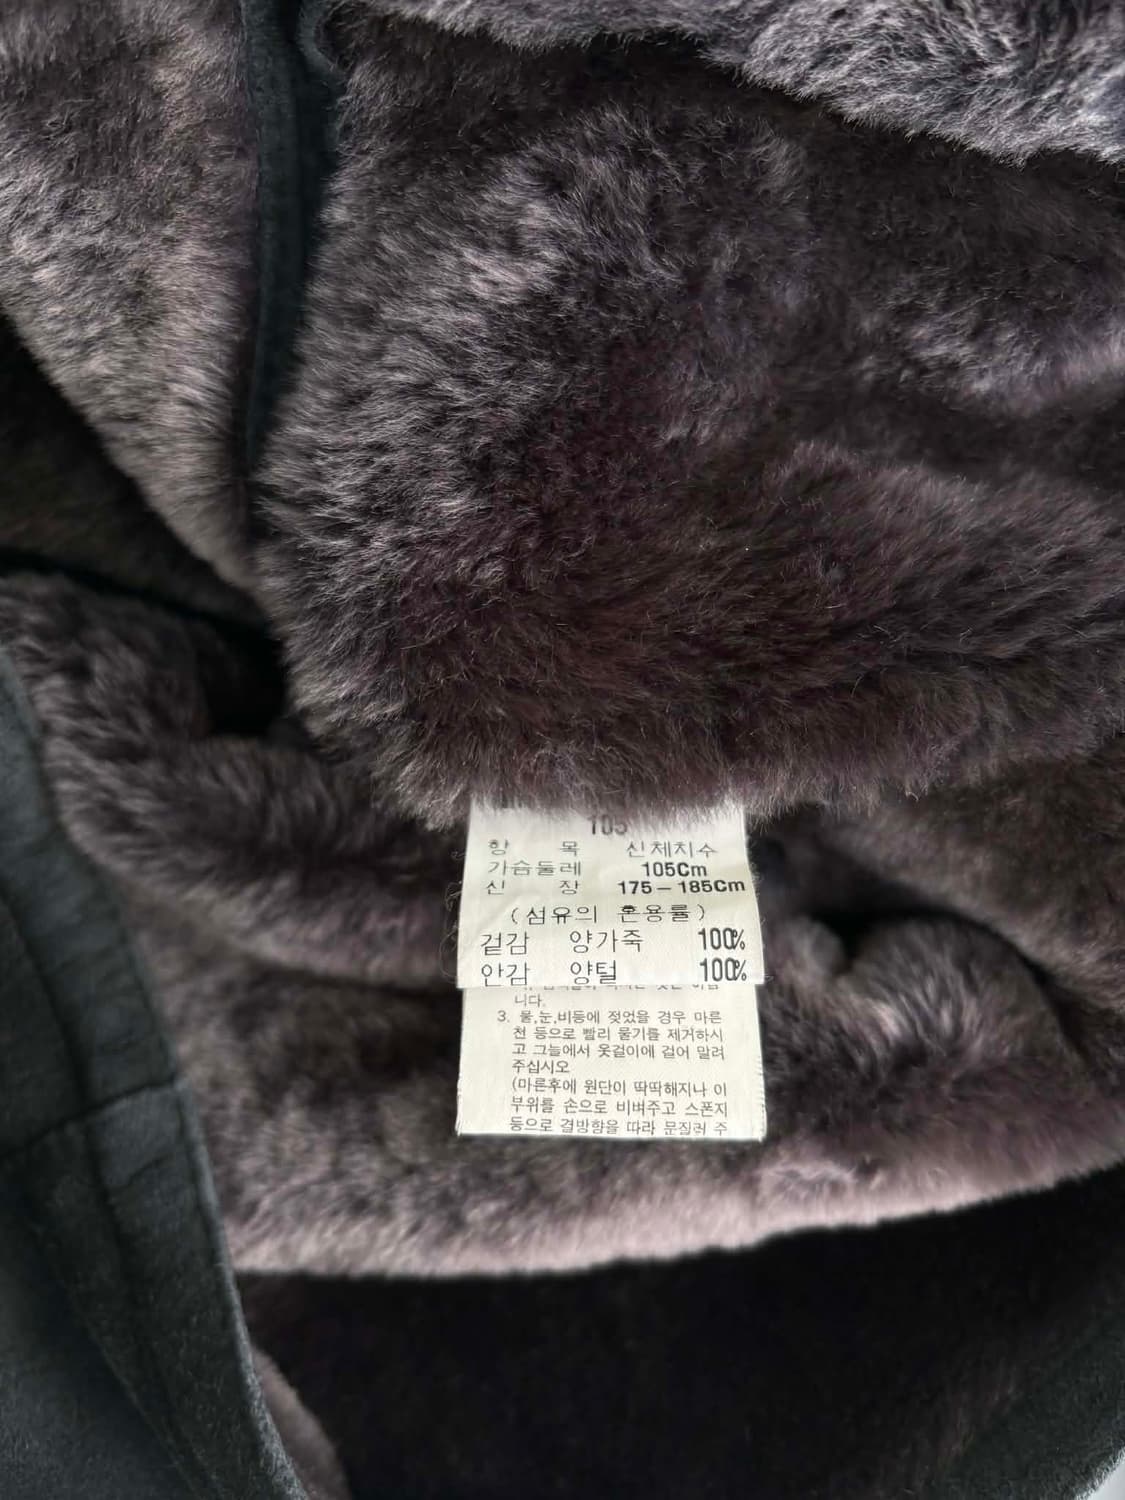 105
항 목 신체치수
가슴둘레 105Cm
신 장 175-185Cm
(섬유의 혼용률)
겉감 양가죽 100%
안감 양털 100%
니다.
3. 물,눈,비등에 젖었을 경우 마른
천 등으로 빨리 물기를 제거하시
고 그늘에서 옷걸이에 걸어 말려
주십시오
(마른후에 원단이 딱딱해지나 이
부위를 손으로 비벼주고 스폰지
등으로 결방향을 따라 문질러 주